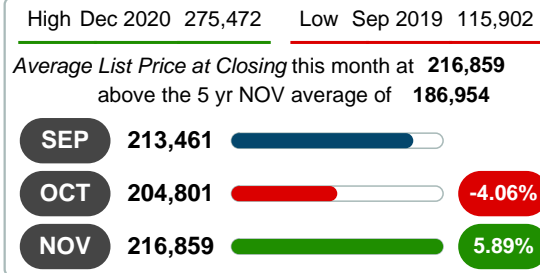 High Dec 2020 275,472 Low Sep 2019 115,902
Average List Price at Closing this month at 216,859
above the 5 yr NOV average of 186,954
SEP 213,461
OCT 204,801 -4.06%
NOV 216,859 5.89%